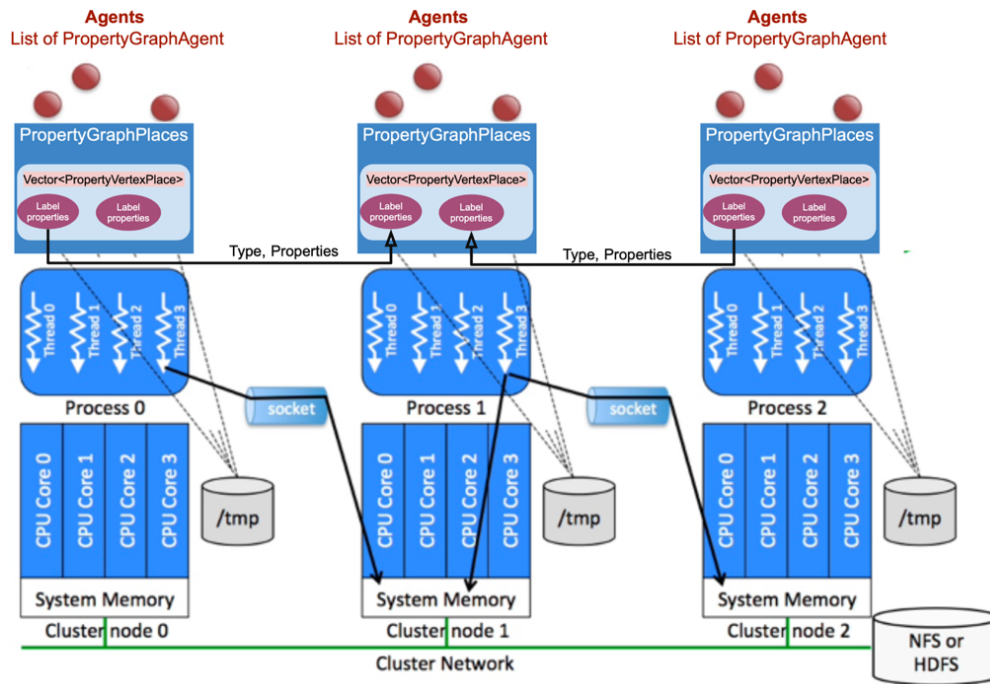 Agents
List of PropertyGraphAgent
Agents
List of PropertyGraphAgent
Agents
List of PropertyGraphAgent
PropertyGraphPlaces
PropertyGraphPlaces
PropertyGraphPlaces
Vector<PropertyVertexPlace>
Vector<PropertyVertexPlace>
Vector<PropertyVertexPlace>
Label
properties
Label
properties
Label
properties
Label
properties
Label
properties
Label
properties
Type, Properties
Type, Properties
Thread 0
Thread 1
Thread 2
Thread 3
Thread 0
Thread 1
Thread 2
Thread 3
Thread 0
Thread 1
Thread 2
Thread 3
Process 0
socket
Process 1
socket
Process 2
CPU Core 0
CPU Core 1
CPU Core 2
CPU Core 3
/tmp
CPU Core 0
CPU Core 1
CPU Core 2
CPU Core 3
/tmp
CPU Core 0
CPU Core 1
CPU Core 2
CPU Core 3
/tmp
System Memory
System Memory
System Memory
Cluster node 0
Cluster node 1
Cluster node 2
NFS or
HDFS
Cluster Network